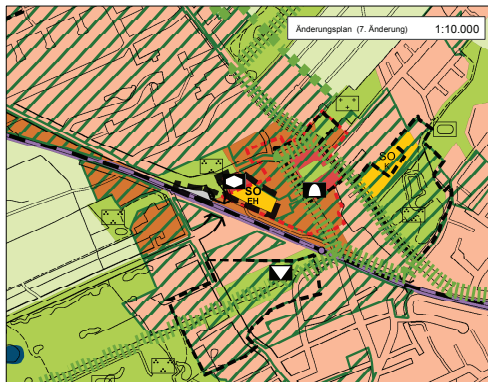 Änderungsplan (7. Änderung) 1:10.000
SO
K
SO
EH